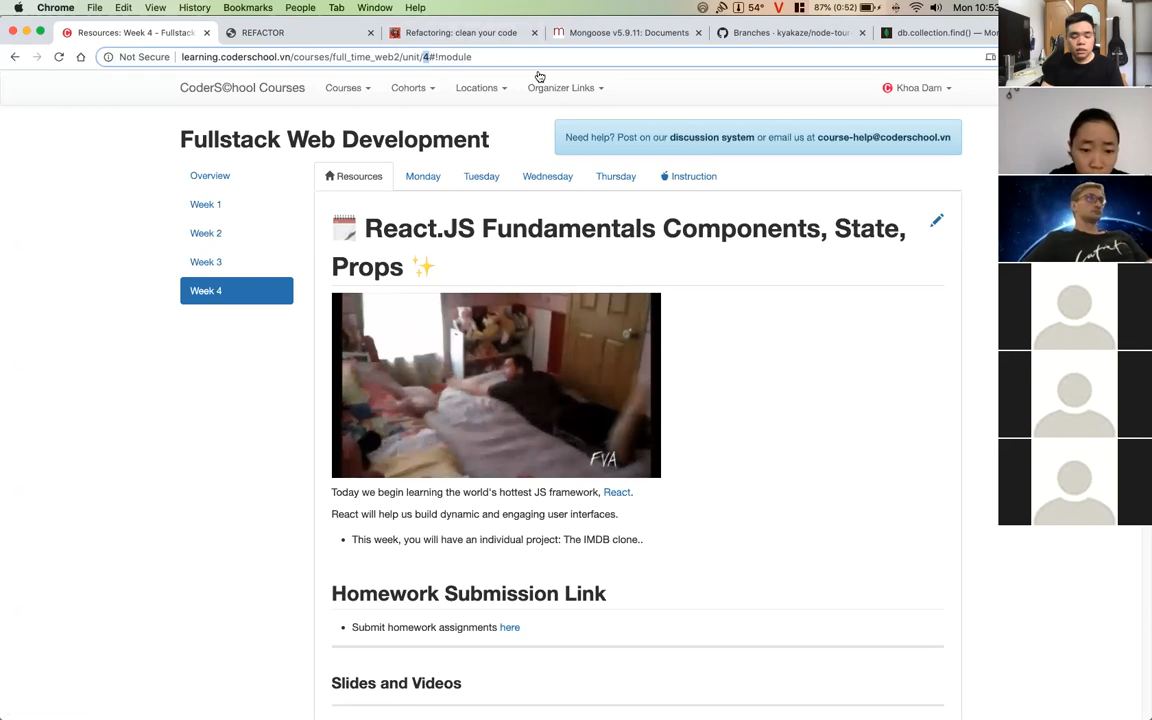 Chrome File Edit View History Bookmarks People Tab Window Help 54° 87% (0:52) Mon 10:53
Resources: Week 4 - Fullstack REFACTOR Refactoring: clean your code Mongoose v5.9.11: Documents Branches · kyakaze/node-tour db.collection.find() — Mon
Not Secure learning.coderschool.vn/courses/full_time_web2/unit/4#!module
CoderS©hool Courses Courses Cohorts Locations Organizer Links Khoa Darn
Fullstack Web Development
Need help? Post on our discussion system or email us at course-help@coderschool.vn
Overview
Week 1
Week 2
Week 3
Week 4
Resources Monday Tuesday Wednesday Thursday Instruction
React.JS Fundamentals Components, State,
Props
FVA
Today we begin learning the world's hottest JS framework, React.
React will help us build dynamic and engaging user interfaces.
• This week, you will have an individual project: The IMDB clone..
Homework Submission Link
• Submit homework assignments here
Slides and Videos